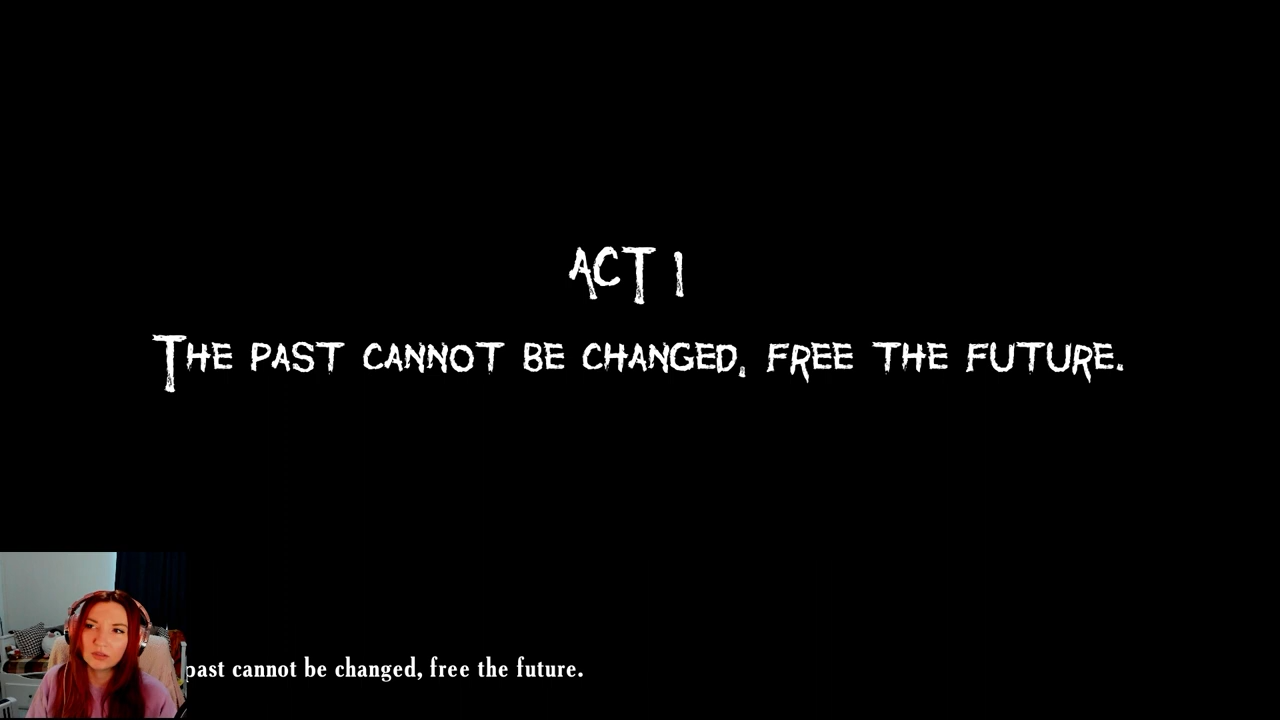 ACT 1
The past cannot be changed, free the future.
past cannot be changed, free the future.